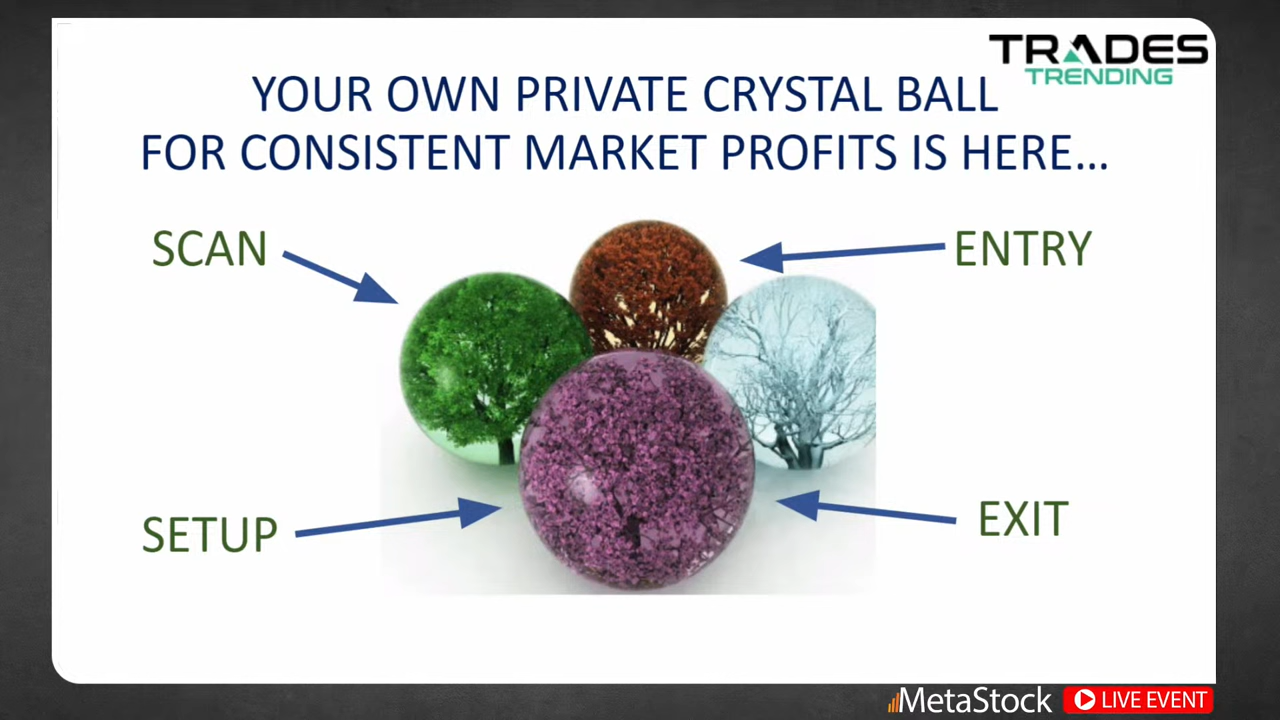 TRADES
TRENDING
YOUR OWN PRIVATE CRYSTAL BALL
FOR CONSISTENT MARKET PROFITS IS HERE...
SCAN
ENTRY
SETUP
EXIT
MetaStock
LIVE EVENT